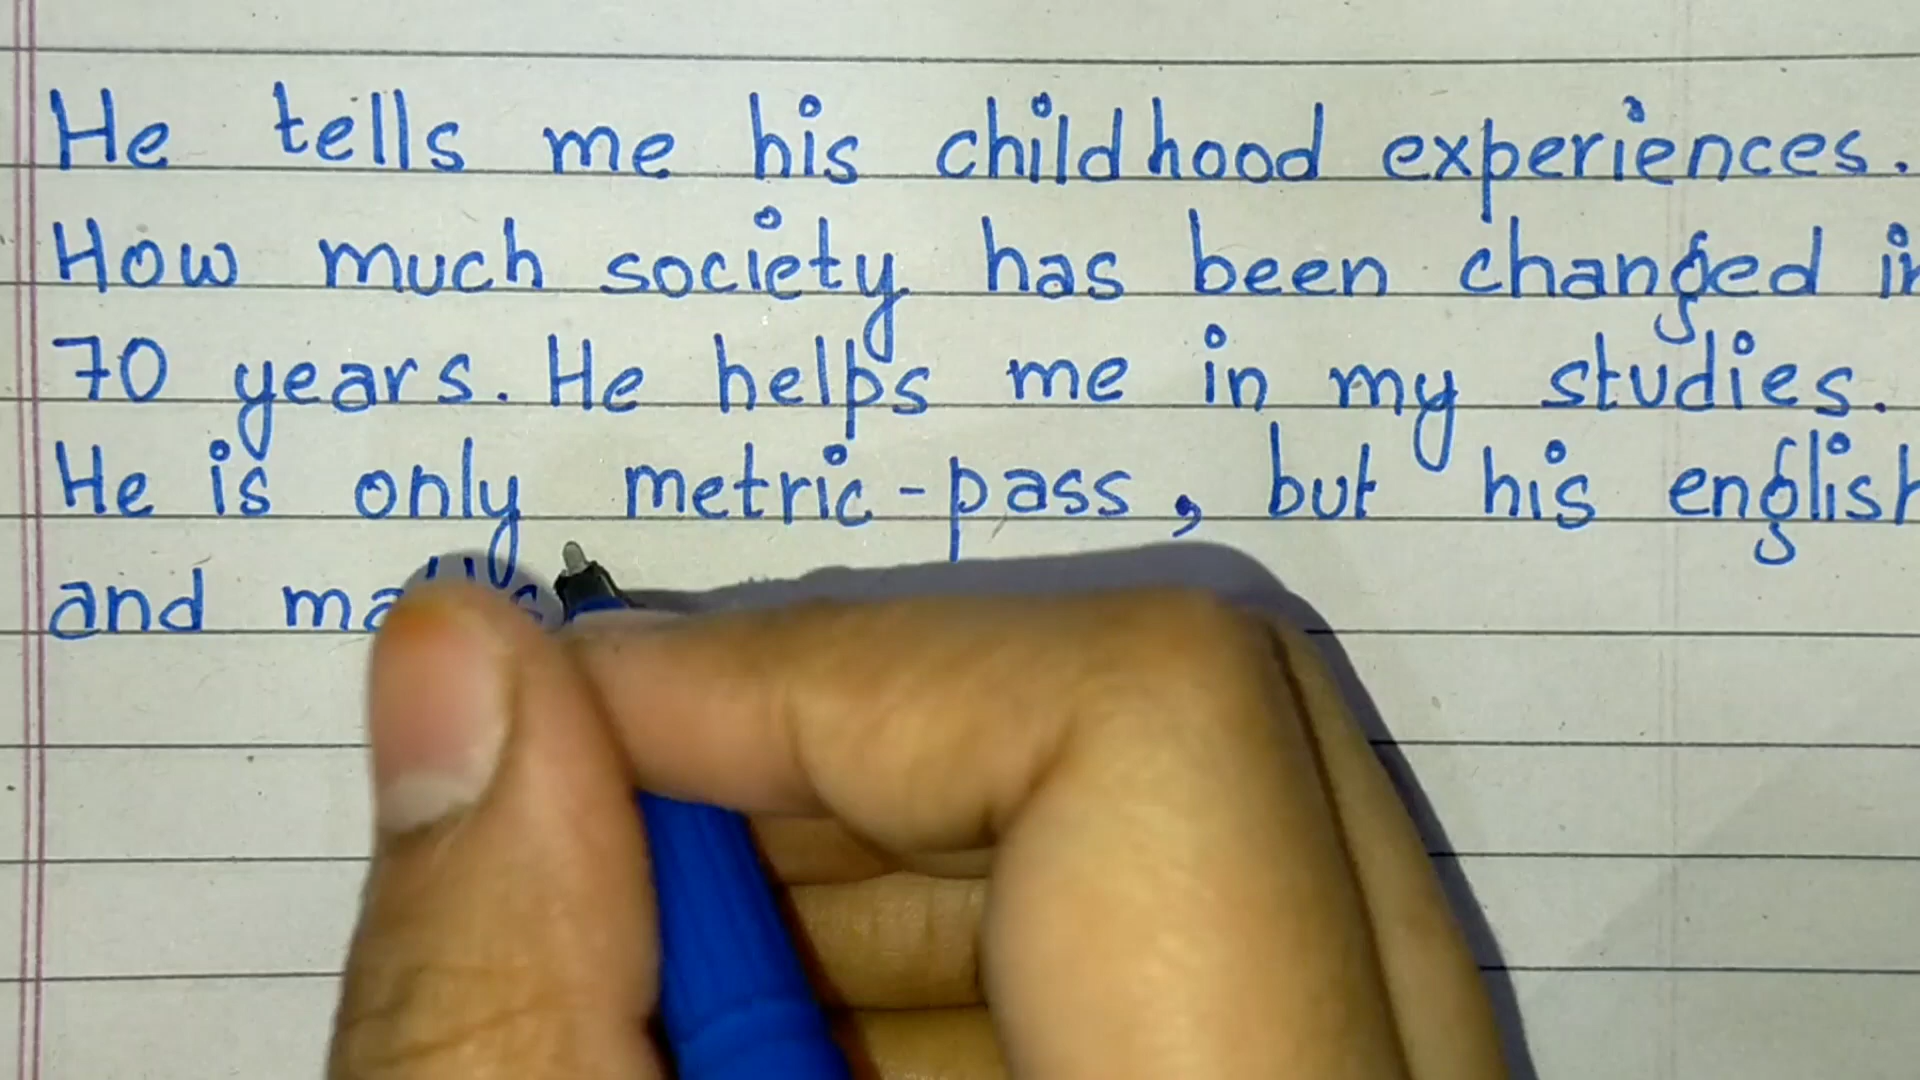 He tells me his childhood experiences.
How much society has been changed in
70 years. He helps me in my studies.
He is only metric-pass, but his english
and